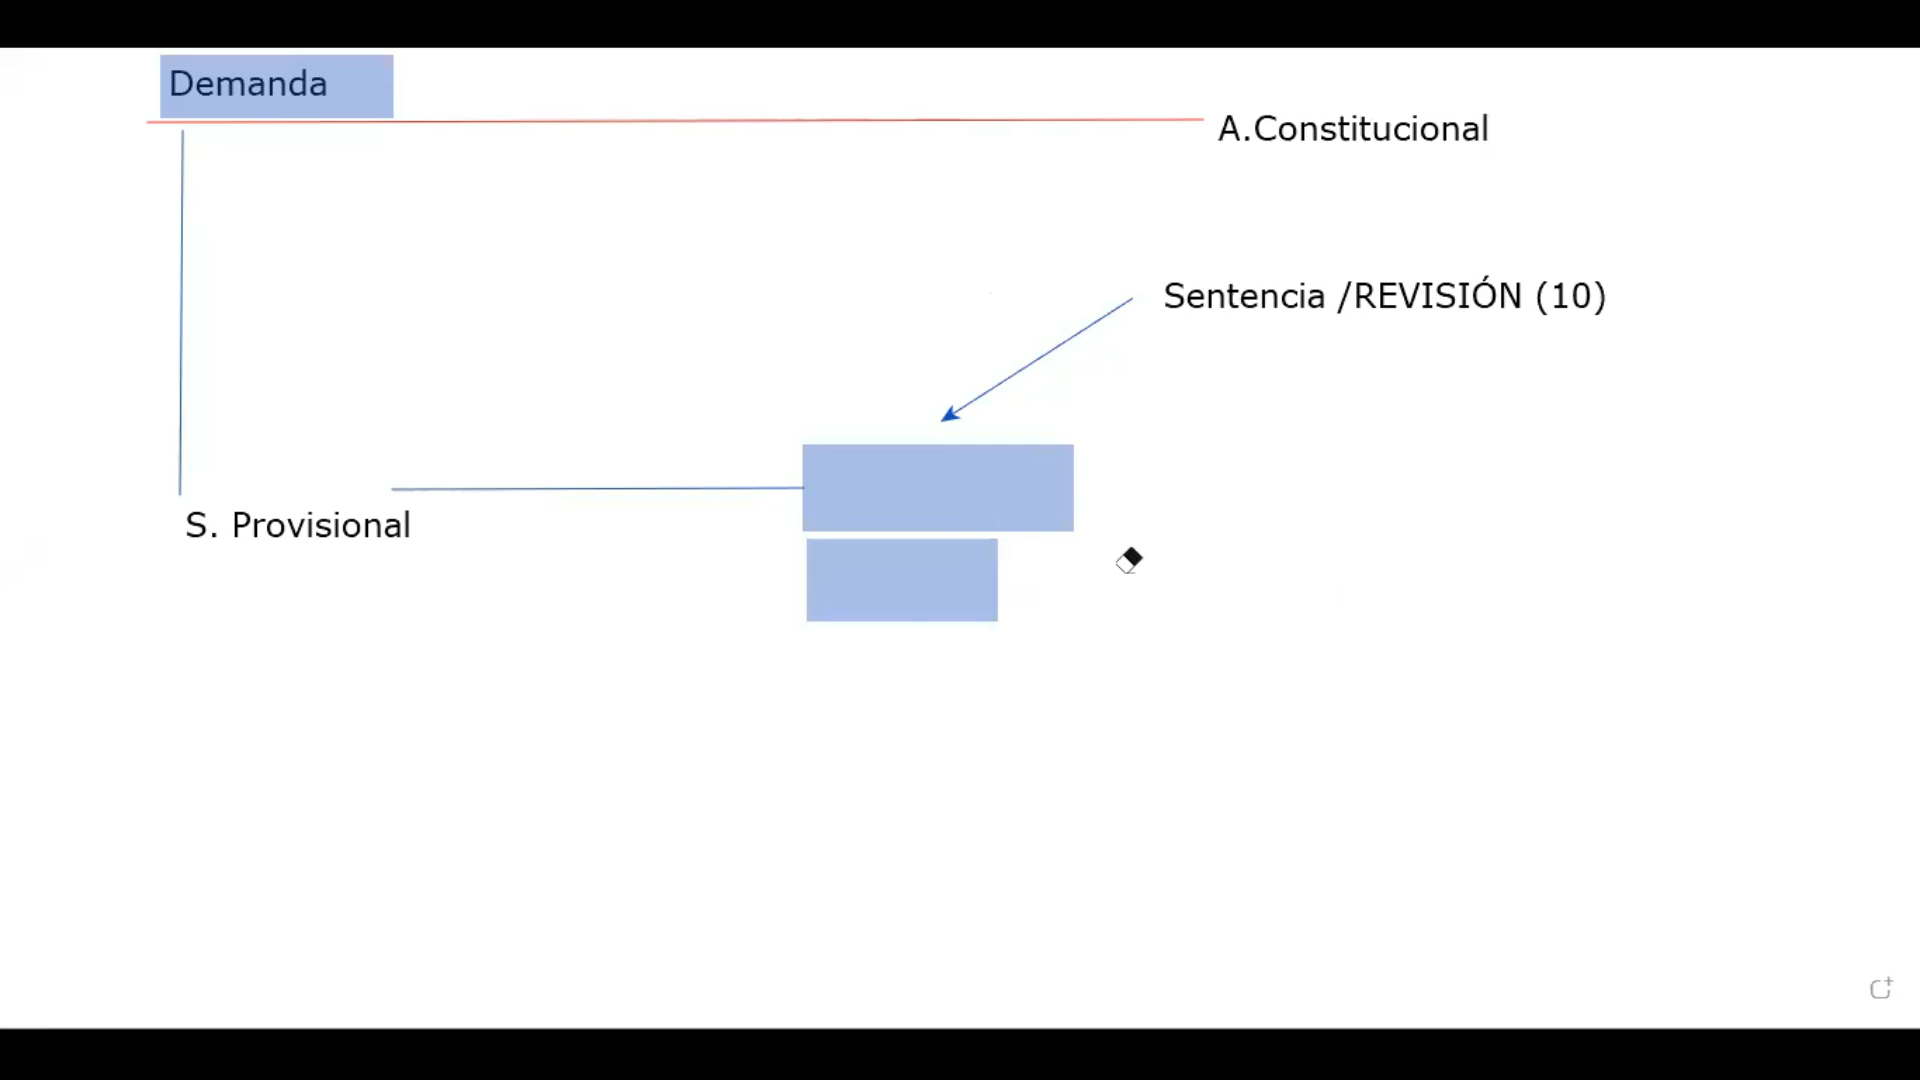 Demanda
A.Constitucional
Sentencia /REVISIÓN (10)
S. Provisional